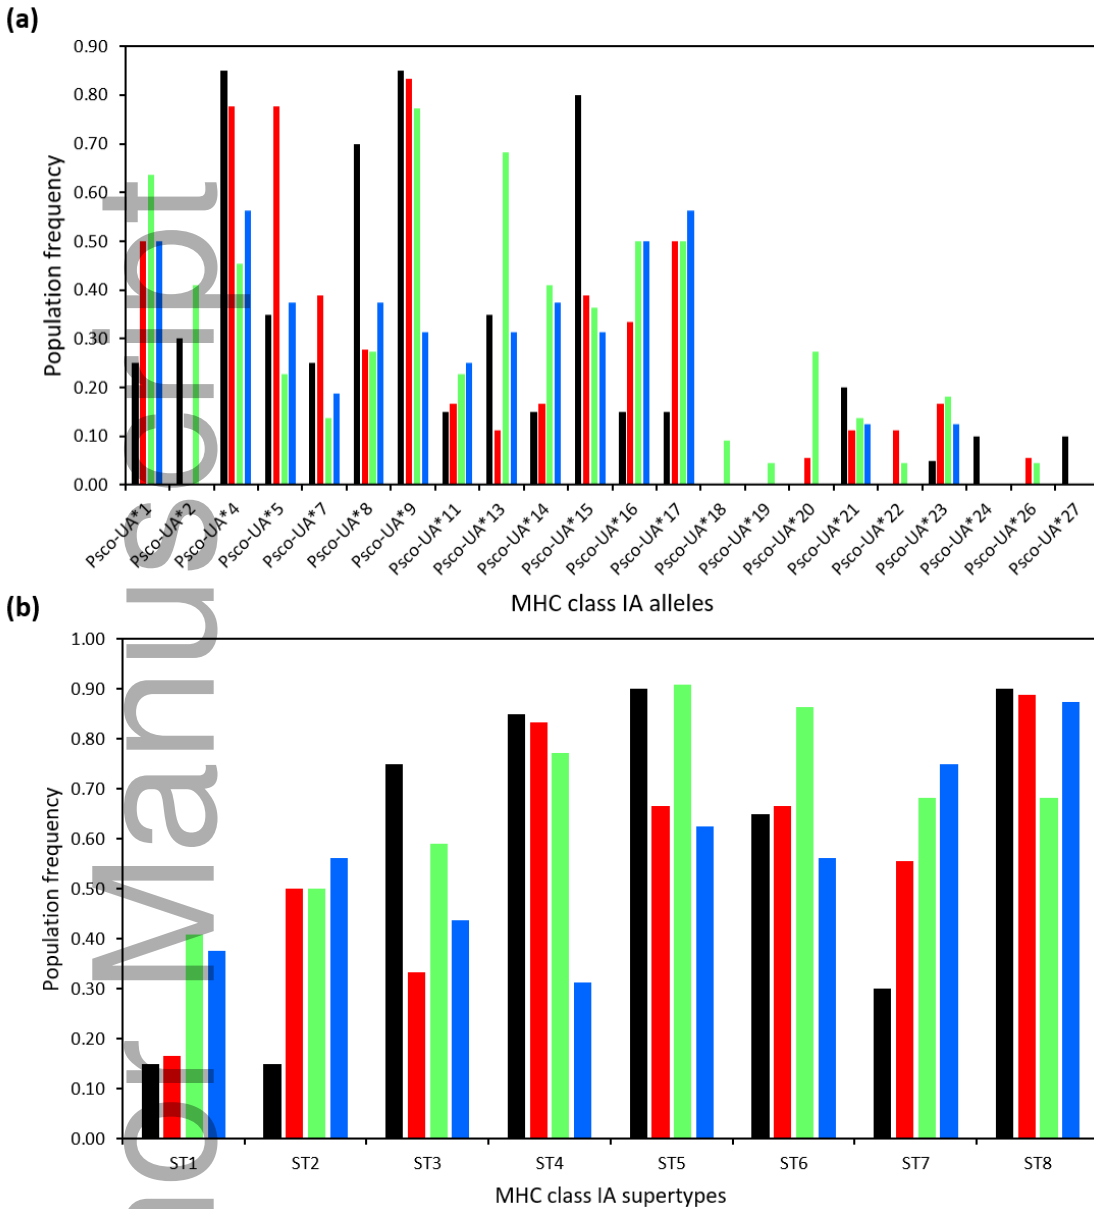 (a)
0.90
0.80
0.70
0.60
0.50
0.40
0.30
0.20
0.10
0.00
Population frequency
Psco-UA*1
Psco-UA*2
Psco-UA*4
Psco-UA*5
Psco-UA*7
Psco-UA*8
Psco-UA*9
Psco-UA*11
Psco-UA*13
Psco-UA*14
Psco-UA*15
Psco-UA*16
Psco-UA*17
Psco-UA*18
Psco-UA*19
Psco-UA*20
Psco-UA*21
Psco-UA*22
Psco-UA*23
Psco-UA*24
Psco-UA*26
Psco-UA*27
MHC class IA alleles
(b)
1.00
0.90
0.80
0.70
0.60
0.50
0.40
0.30
0.20
0.10
0.00
Population frequency
ST1 ST2 ST3 ST4 ST5 ST6 ST7 ST8
MHC class IA supertypes
or Manuscript